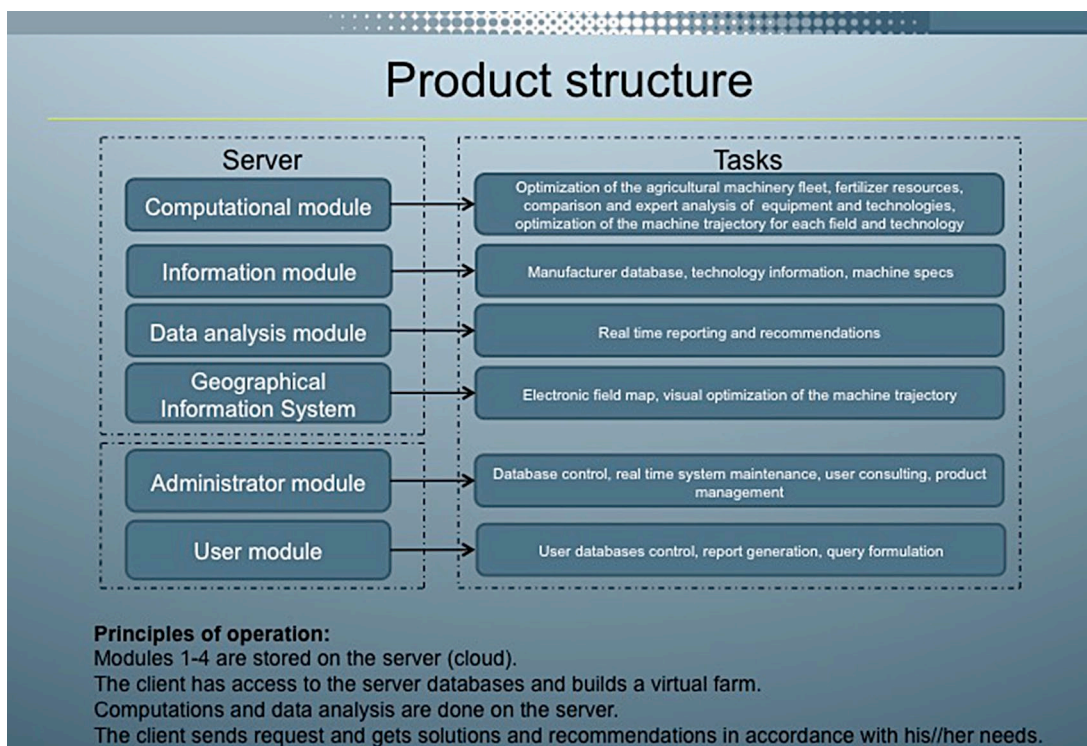 Product structure
Server
Tasks
Computational module
Optimization of the agricultural machinery fleet, fertilizer resources,
comparison and expert analysis of equipment and technologies,
optimization of the machine trajectory for each field and technology
Information module
Manufacturer database, technology information, machine specs
Data analysis module
Real time reporting and recommendations
Geographical
Information System
Electronic field map, visual optimization of the machine trajectory
Administrator module
Database control, real time system maintenance, user consulting, product
management
User module
User databases control, report generation, query formulation
Principles of operation:
Modules 1-4 are stored on the server (cloud).
The client has access to the server databases and builds a virtual farm.
Computations and data analysis are done on the server.
The client sends request and gets solutions and recommendations in accordance with his//her needs.